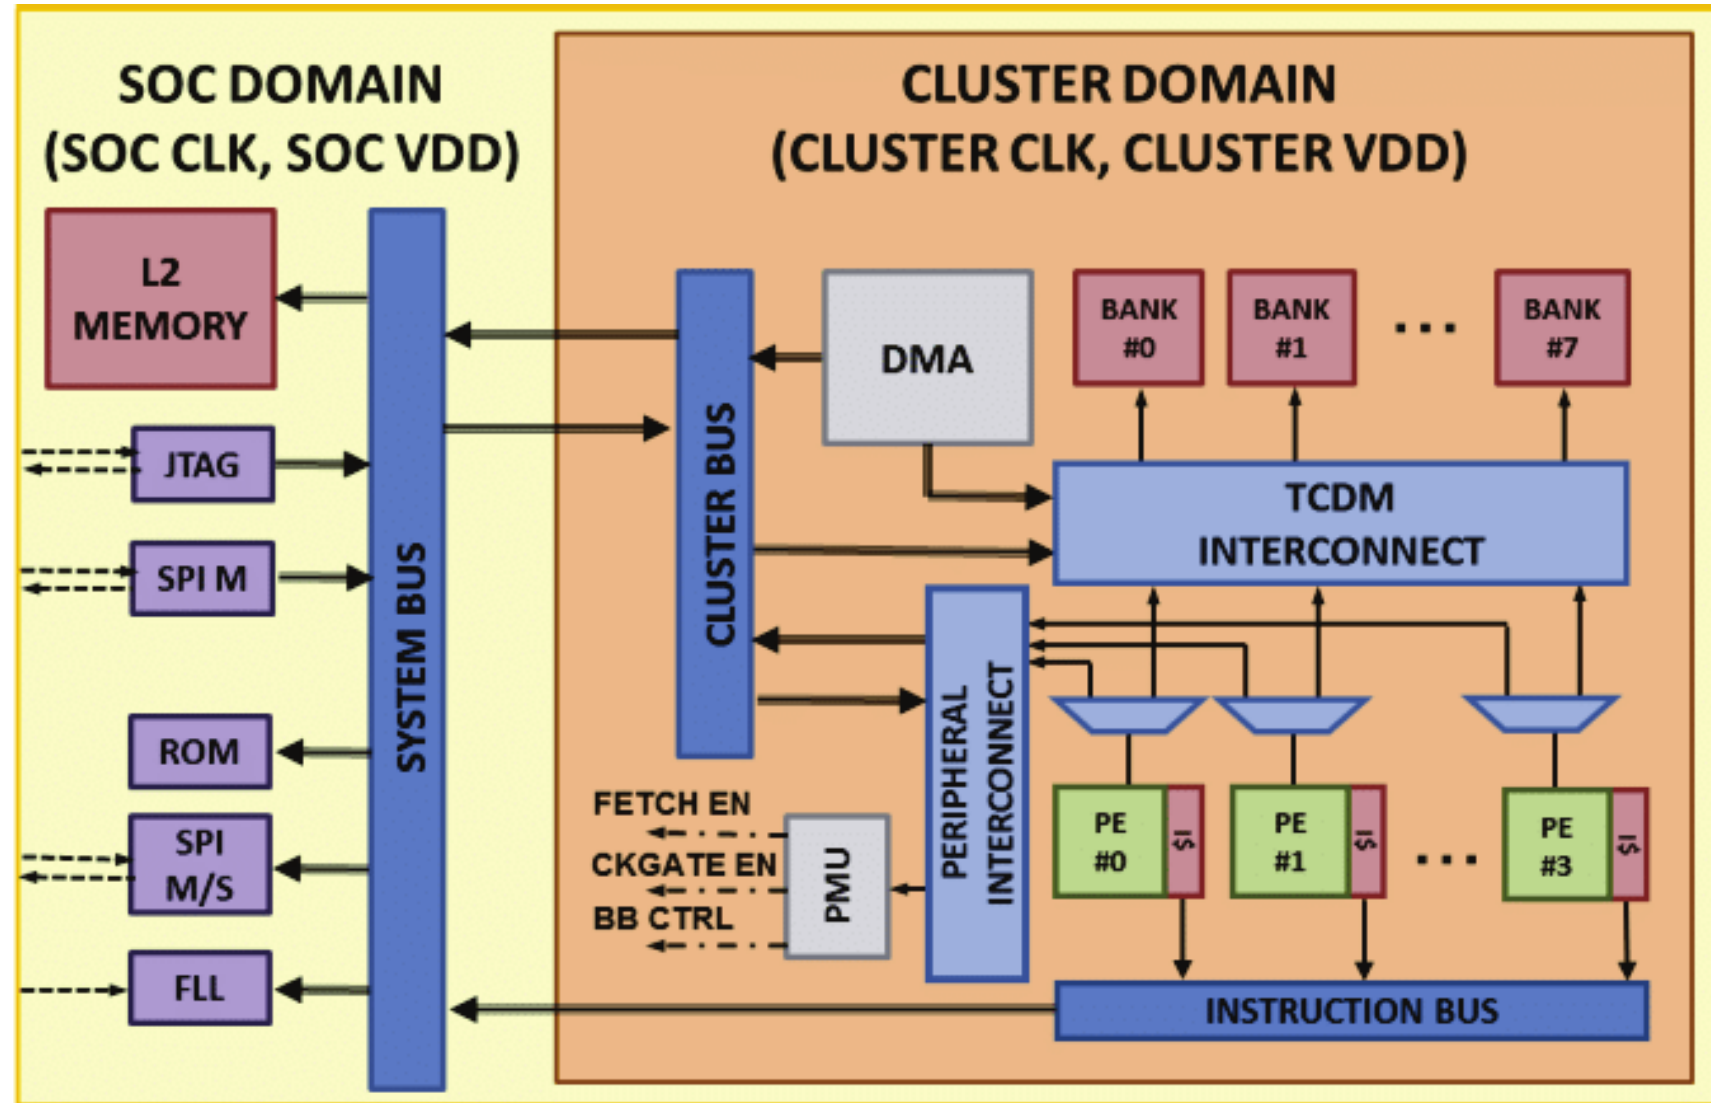 SOC DOMAIN
(SOC CLK, SOC VDD)
CLUSTER DOMAIN
(CLUSTER CLK, CLUSTER VDD)
L2
MEMORY
JTAG
SPI M
ROM
SPI
M/S
FLL
SYSTEM BUS
CLUSTER BUS
DMA
BANK
#0
BANK
#1
...
BANK
#7
TCDM
INTERCONNECT
PERIPHERAL
INTERCONNECT
FETCH EN
CKGATE EN
BB CTRL
PMU
PE
#0
I$
PE
#1
I$
...
PE
#3
I$
INSTRUCTION BUS